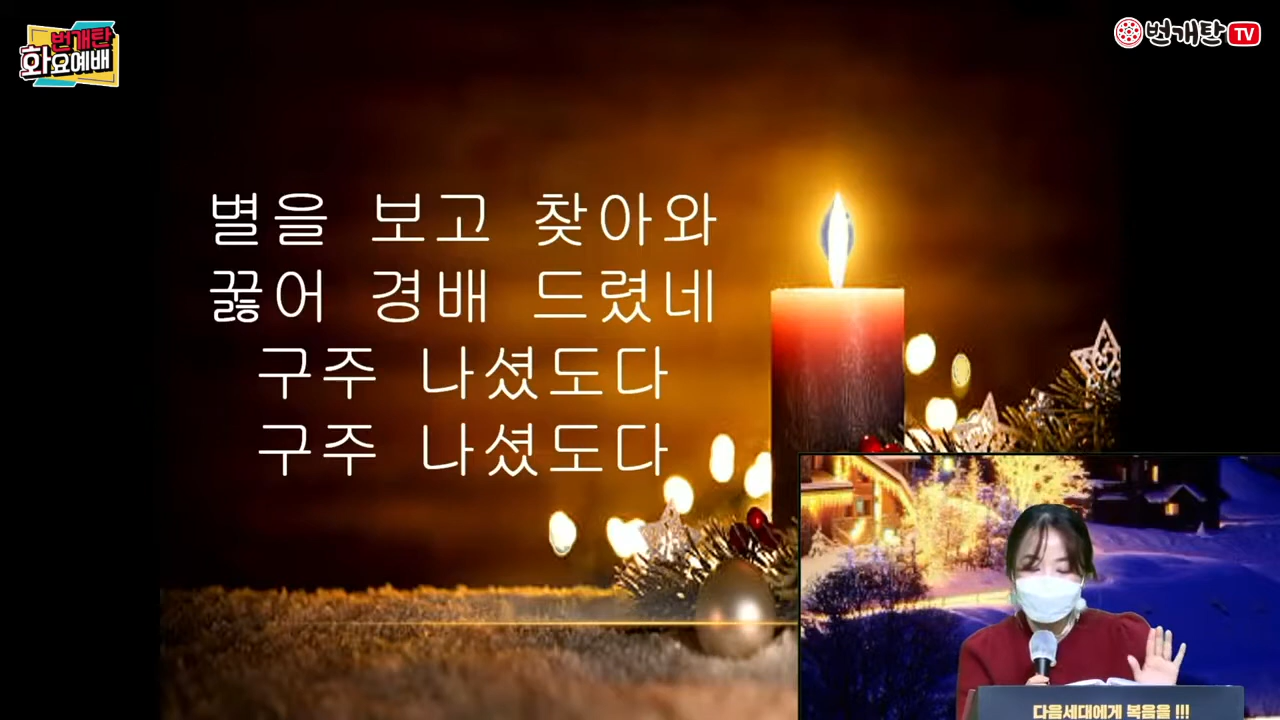 번개탄
화요예배
번개탄 TV
별을 보고 찾아와
꿇어 경배 드렸네
구주 나셨도다
구주 나셨도다
다음세대에게 복음을 !!!